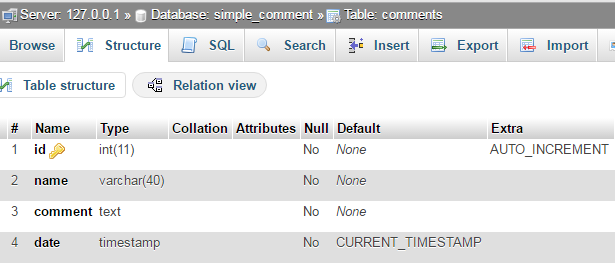 Server: 127.0.0.1 » Database: simple_comment » Table: comments
Browse Structure SQL Search Insert Export Import
Table structure Relation view
# Name Type Collation Attributes Null Default Extra
1 id int(11) No None AUTO_INCREMENT
2 name varchar(40) No None
3 comment text No None
4 date timestamp No CURRENT_TIMESTAMP